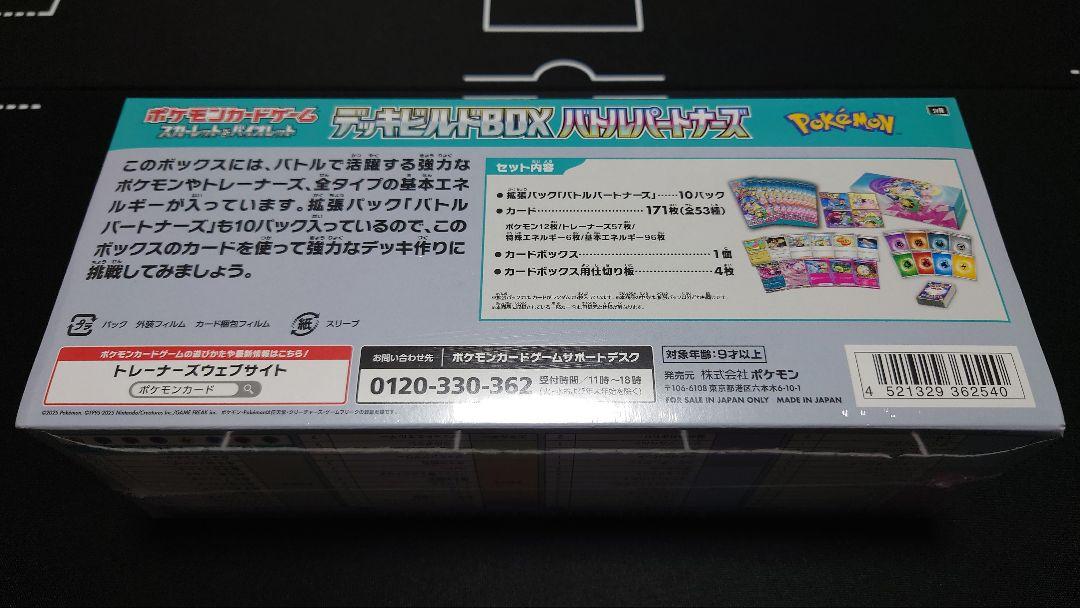 ポケモンカードゲーム
スカーレット&バイオレット
デッキビルドBOX バトルパートナーズ
Pokémon
このボックスには、バトルで活躍する強力な
ポケモンやトレーナーズ、全タイプの基本エネ
ルギーが入っています。拡張パック「バトル
パートナーズ」も10パック入っているので、この
ボックスのカードを使って強力なデッキ作りに
挑戦してみましょう。
セット内容
●拡張パック「バトルパートナーズ」……10パック
●カード……………………171枚(全53種)
ポケモン12枚/トレーナーズ57枚/
特殊エネルギー6枚/基本エネルギー96枚
●カードボックス……………………1個
●カードボックス用仕切り板……………4枚
プラ パック 外装フィルム カード梱包フィルム 紙 スリーブ
ポケモンカードゲームの遊びかたや最新情報はこちら!
トレーナーズウェブサイト
ポケモンカード
お問い合わせ先 ポケモンカードゲームサポートデスク
0120-330-362 受付時間/11時~18時
対象年齢:9才以上
発売元 株式会社 ポケモン
〒106-6108 東京都港区六本木6-10-1
FOR SALE IN JAPAN ONLY MADE IN JAPAN
4 521329 362540
©2025 Pokémon. ©1995-2025 Nintendo/Creatures Inc./GAME FREAK inc.